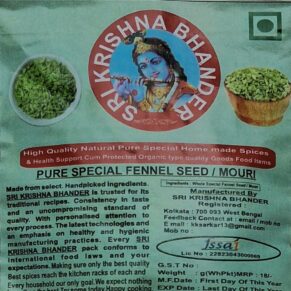 SRI KRISHNA BHANDER
High Quality Natural Pure Special Home made Spices
& Health Support Cum Protected Organic type quality Goods Food Items
PURE SPECIAL FENNEL SEED / MOURI
Made from select. Handpicked ingredients.
SRI KRISHNA BHANDER is trusted for its
traditional recipes. Consistency in taste
and an uncompromising standard of
quality. With personalised attention to
every process. The latest technologies and
an emphasis on healthy and hygienic
manufacturing practices. Every SRI
KRISHNA BHANDER pack conforms to
international food laws and your
expectations. Making sure only the best quality
Best spices reach the kitchen racks of each and
Every household our only goal. We expect nothing
Ingredients : Whole Special Fennel Seed / Mouri
Manufactured By
SRI KRISHNA BHANDER
Registered
Kolkata : 700 093 West Bengal
Feedback Contact at : email / mob no
E mail : kksarkar13@gmail.com
Mob no
fssai
Lic No : 22823043000965
G.S.T No
Weight : g(WhPkt)MRP : 18/-
M.F.Date : First Day of This Year
E.P.Date : Last Day of This Year